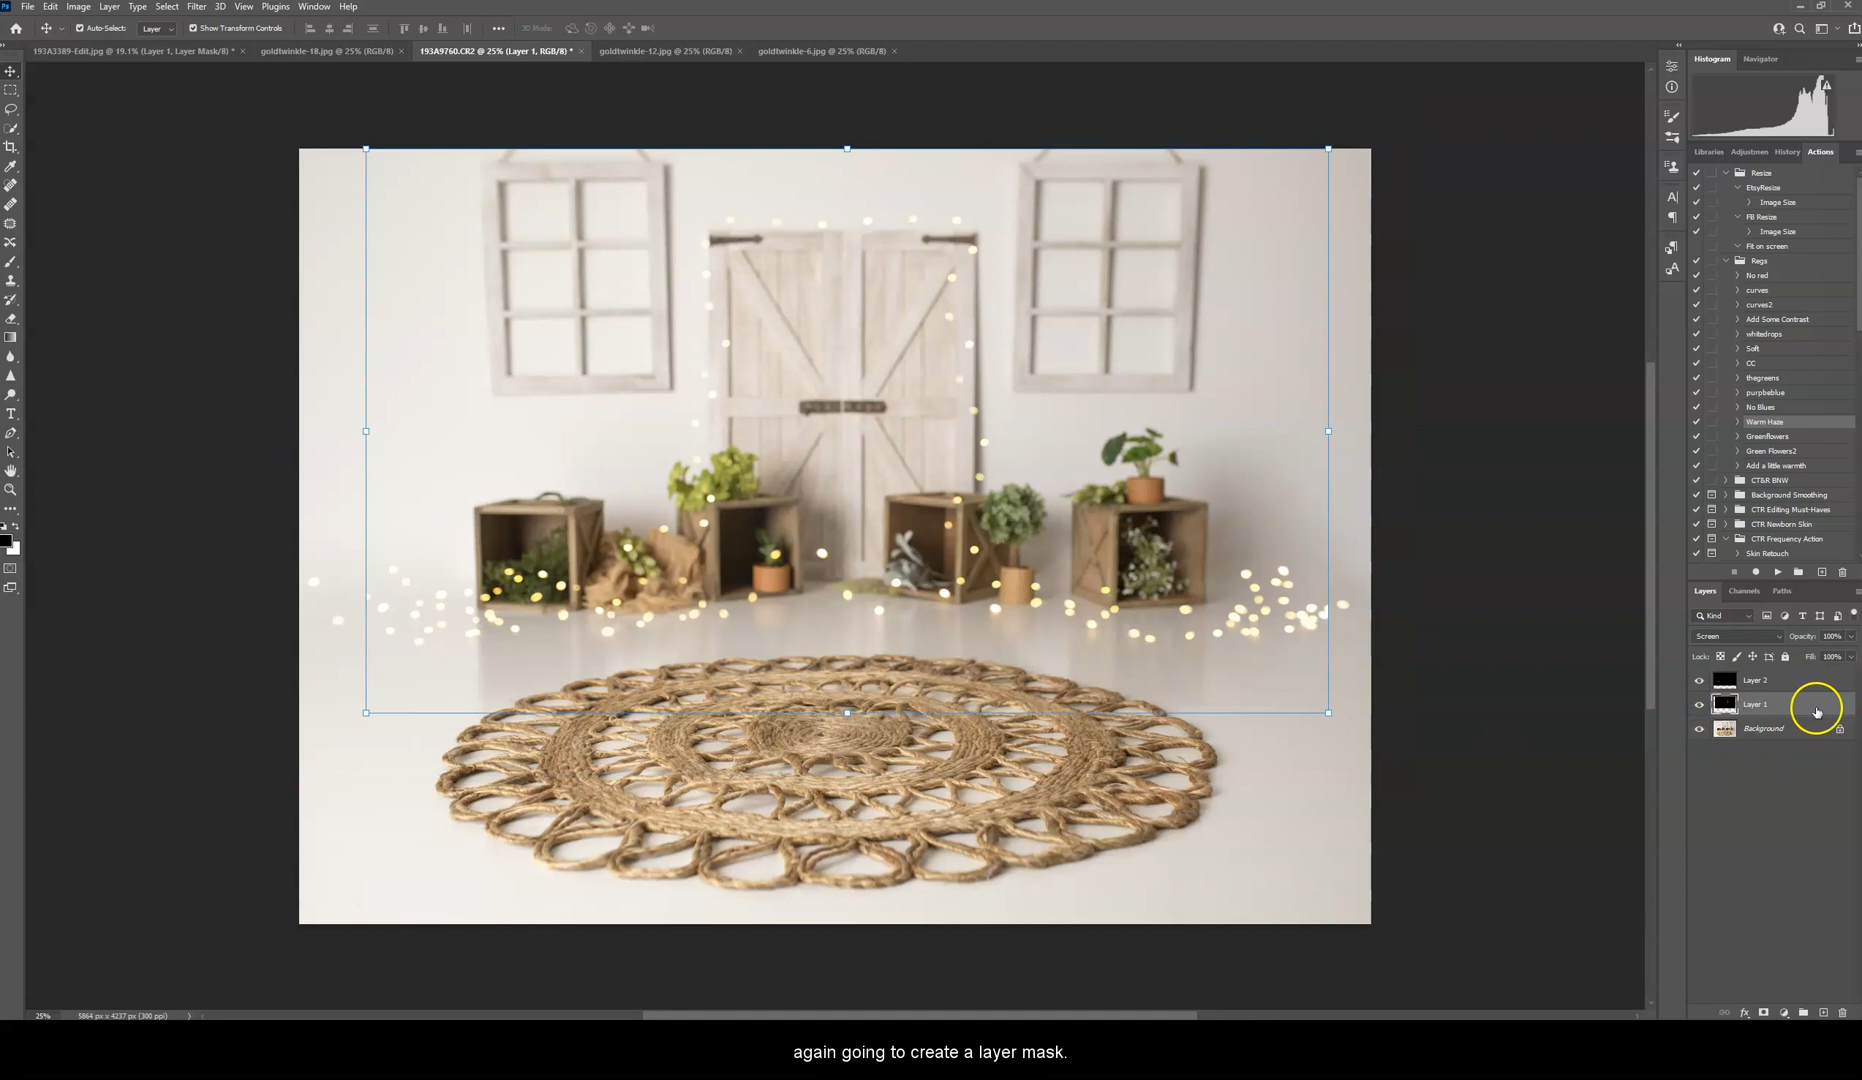 Ps File Edit Image Layer Type Select Filter 3D View Plugins Window Help
Auto-Select: Layer Show Transform Controls 3D Mode:
193A3389-Edit.jpg @ 19.1% (Layer 1, Layer Mask/8) * × goldtwinkle-18.jpg @ 25% (RGB/8) × 193A9760.CR2 @ 25% (Layer 1, RGB/8) * × goldtwinkle-12.jpg @ 25% (RGB/8) × goldtwinkle-6.jpg @ 25% (RGB/8) ×
Histogram Navigator
Libraries Adjustmen History Actions
Resize
EtsyResize
Image Size
FB Resize
Image Size
Fit on screen
Regs
No red
curves
curves2
Add Some Contrast
whitedrops
Soft
CC
thegreens
purpbeblue
No Blues
Warm Haze
Greenflowers
Green Flowers2
Add a little warmth
CT&R BNW
Background Smoothing
CTR Editing Must-Haves
CTR Newborn Skin
CTR Frequency Action
Skin Retouch
Layers Channels Paths
Kind
Screen Opacity: 100%
Lock: Fill: 100%
Layer 2
Layer 1
Background
25% 5864 px x 4237 px (300 ppi)
again going to create a layer mask.